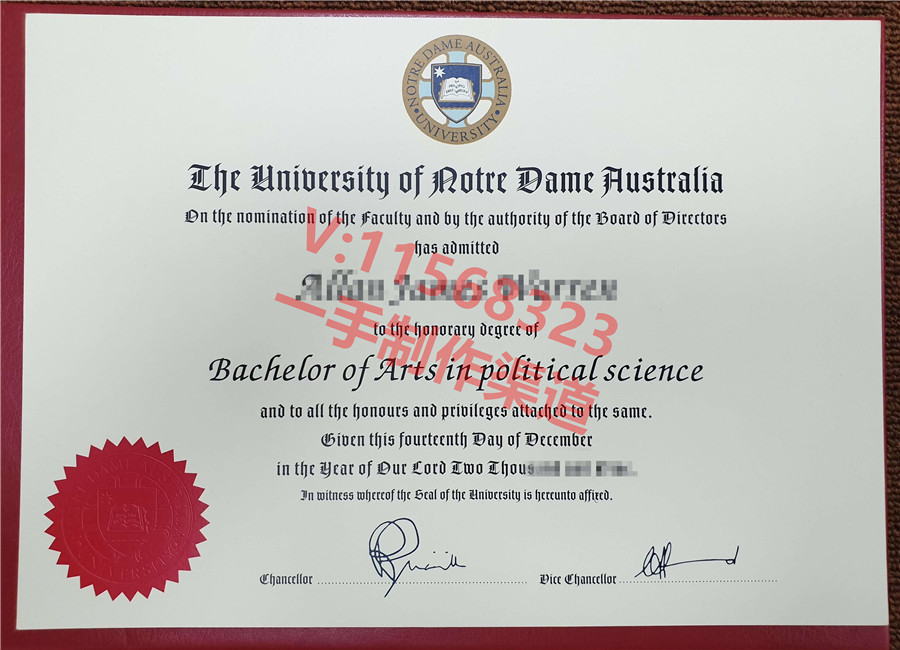 NOTRE DAME AUSTRALIA
UNIVERSITY
The University of Notre Dame Australia
On the nomination of the Faculty and by the authority of the Board of Directors
has admitted
to the honorary degree of
Bachelor of Arts in political science
and to all the honours and privileges attached to the same.
Given this fourteenth Day of December
in the Year of Our Lord Two
In witness whereof the Seal of the University is hereunto affixed.
Chancellor
Vice Chancellor
V:11568323
一手制作渠道